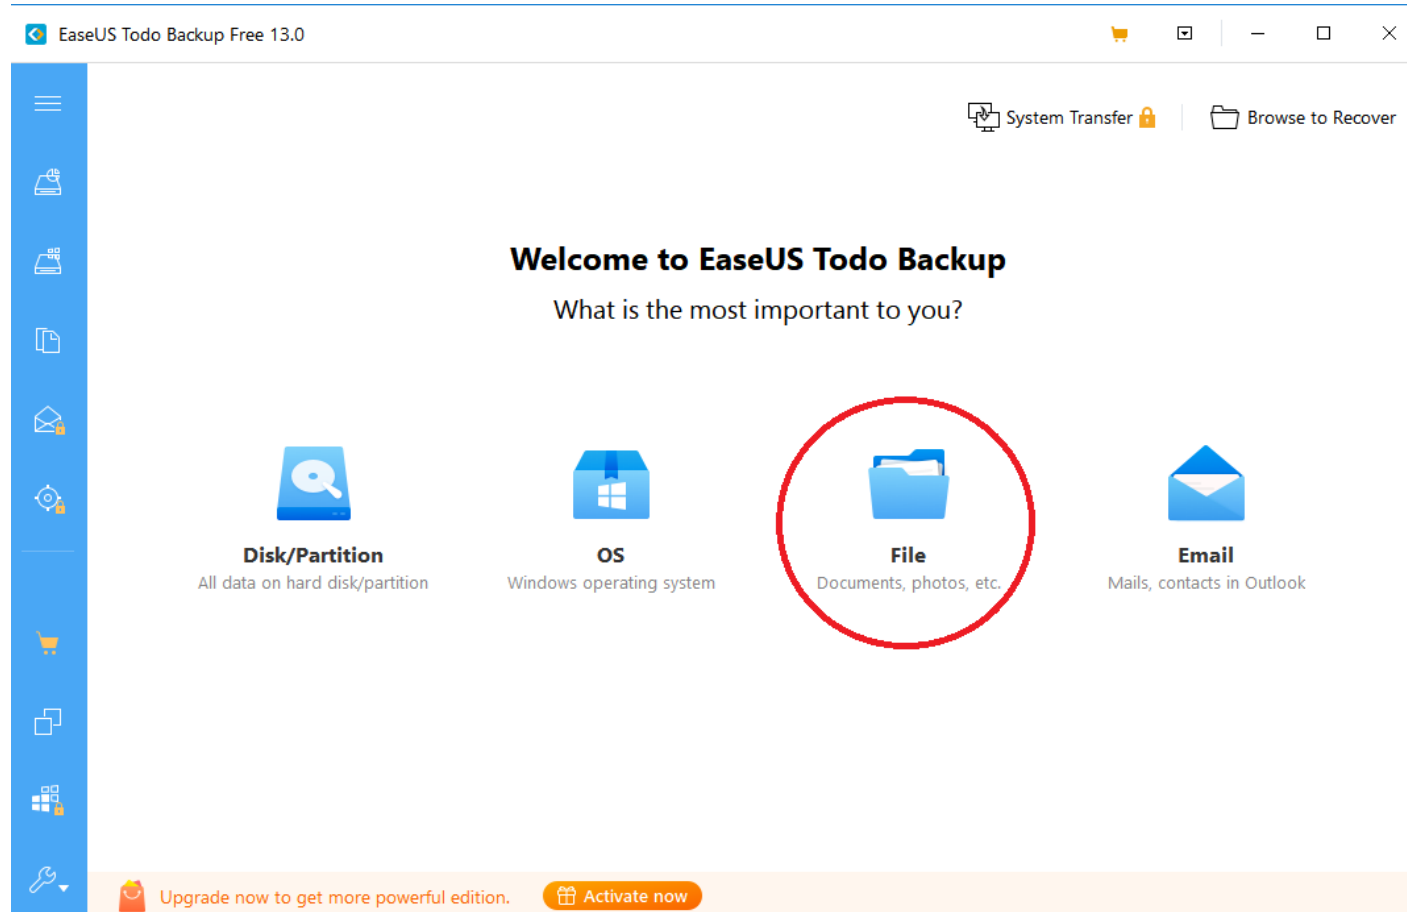 EaseUS Todo Backup Free 13.0
System Transfer
Browse to Recover
Welcome to EaseUS Todo Backup
What is the most important to you?
Disk/Partition
All data on hard disk/partition
OS
Windows operating system
File
Documents, photos, etc.
Email
Mails, contacts in Outlook
Upgrade now to get more powerful edition.
Activate now